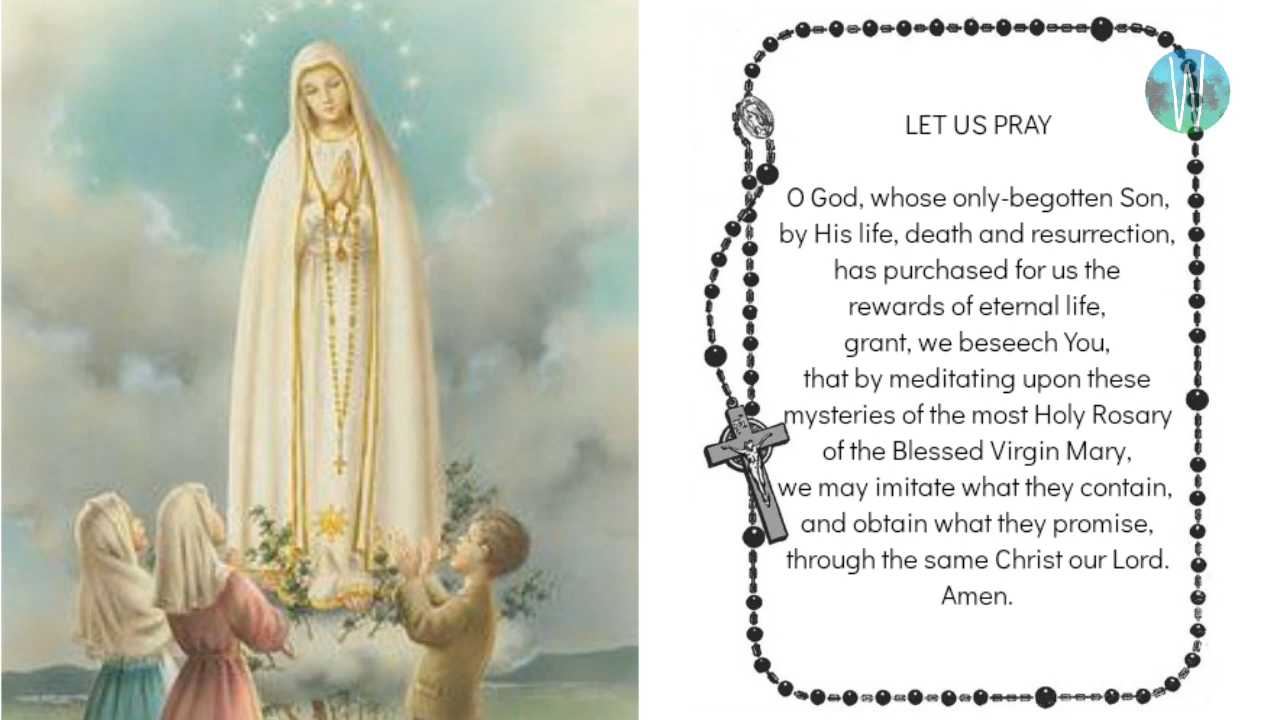 LET US PRAY
O God, whose only-begotten Son,
by His life, death and resurrection,
has purchased for us the
rewards of eternal life,
grant, we beseech You,
that by meditating upon these
mysteries of the most Holy Rosary
of the Blessed Virgin Mary,
we may imitate what they contain,
and obtain what they promise,
through the same Christ our Lord.
Amen.
W